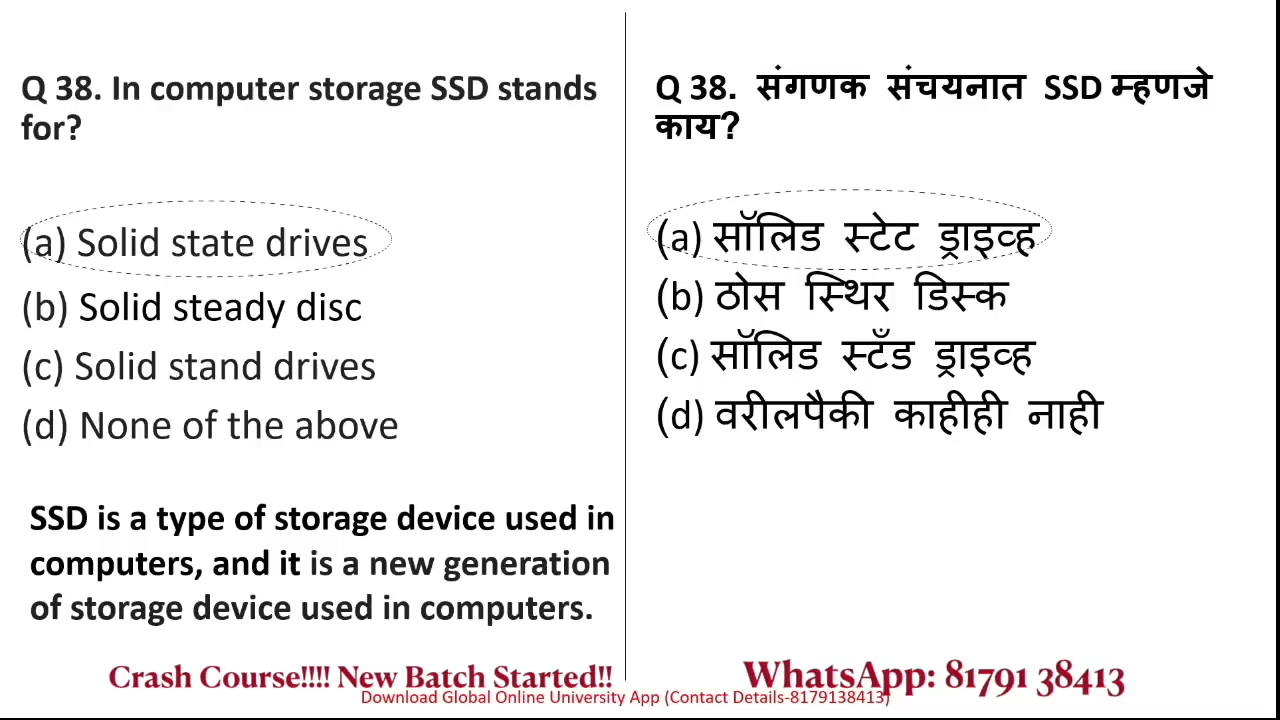 Q 38. In computer storage SSD stands
for?
(a) Solid state drives
(b) Solid steady disc
(c) Solid stand drives
(d) None of the above
SSD is a type of storage device used in
computers, and it is a new generation
of storage device used in computers.
Q 38. संगणक संचयनात SSD म्हणजे
काय?
(a) सॉलिड स्टेट ड्राइव्ह
(b) ठोस स्थिर डिस्क
(c) सॉलिड स्टँड ड्राइव्ह
(d) वरीलपैकी काहीही नाही
Crash Course!!!! New Batch Started!!
WhatsApp: 81791 38413
Download Global Online University App (Contact Details-8179138413)